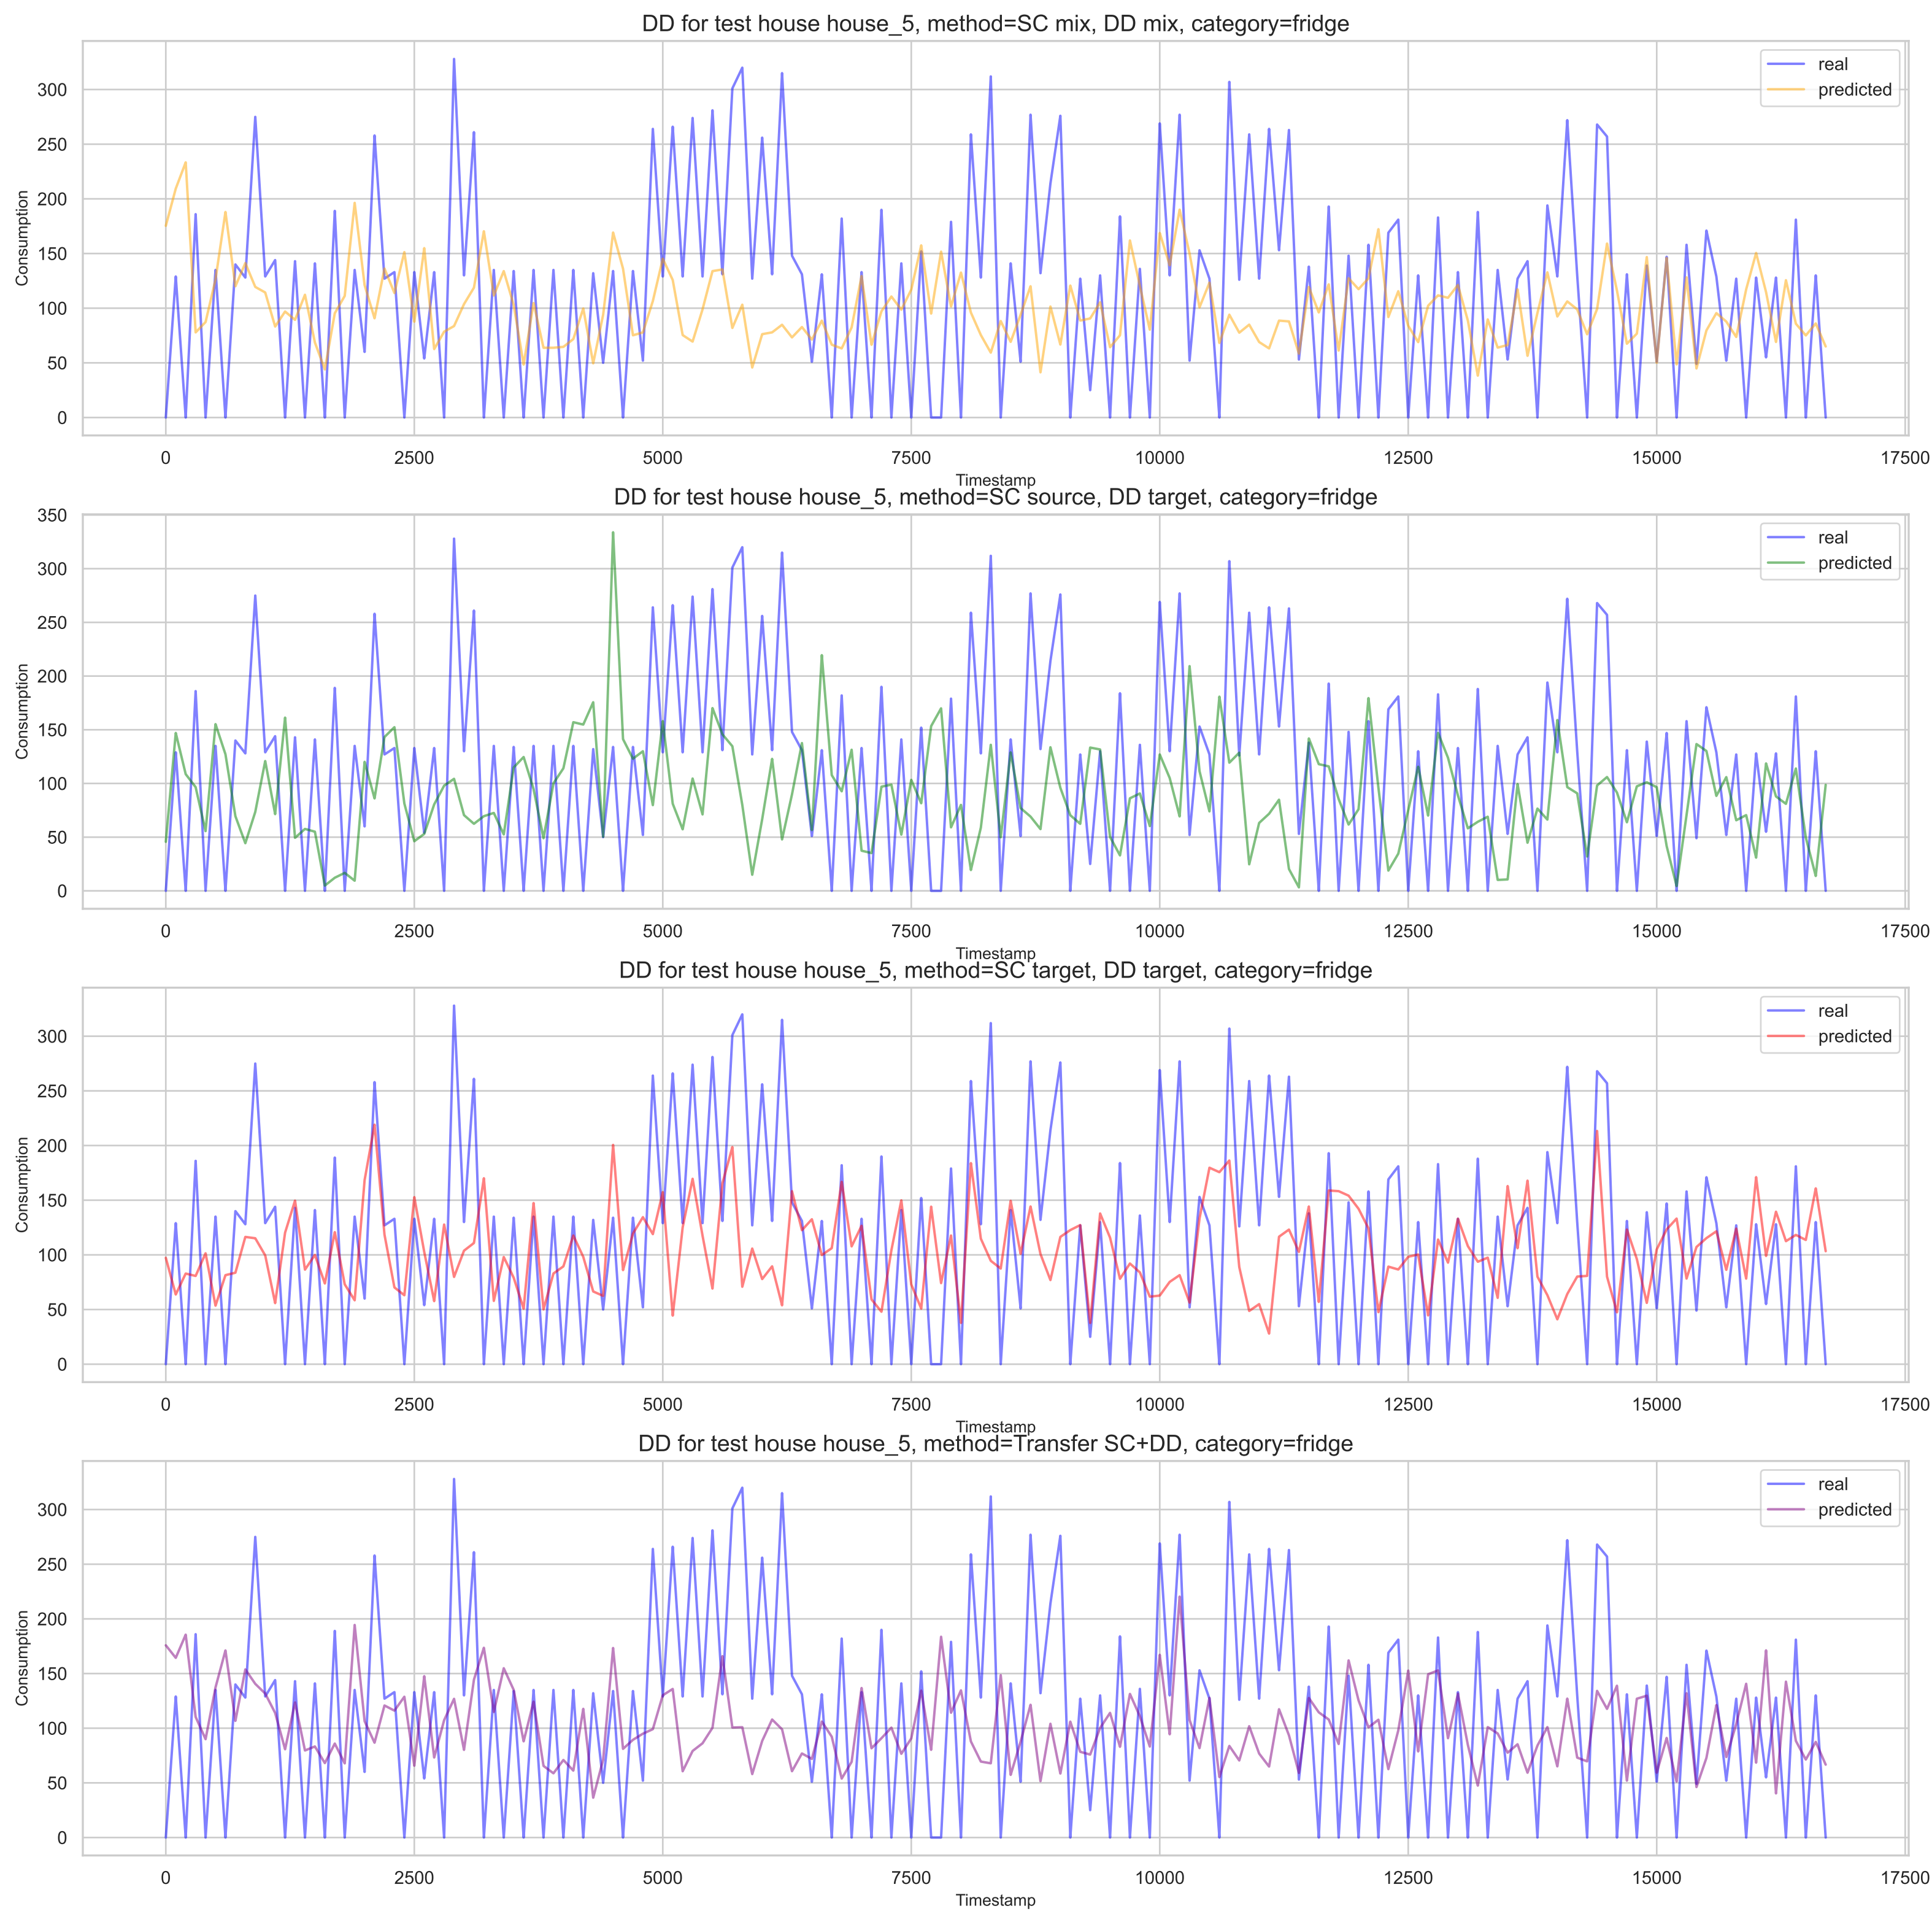 DD for test house house_5, method=SC mix, DD mix, category=fridge
real
predicted
300
250
200
150
100
50
0
Consumption
0 2500 5000 7500 10000 12500 15000 17500
Timestamp
DD for test house house_5, method=SC source, DD target, category=fridge
real
predicted
350
300
250
200
150
100
50
0
Consumption
0 2500 5000 7500 10000 12500 15000 17500
Timestamp
DD for test house house_5, method=SC target, DD target, category=fridge
real
predicted
300
250
200
150
100
50
0
Consumption
0 2500 5000 7500 10000 12500 15000 17500
Timestamp
DD for test house house_5, method=Transfer SC+DD, category=fridge
real
predicted
300
250
200
150
100
50
0
Consumption
0 2500 5000 7500 10000 12500 15000 17500
Timestamp